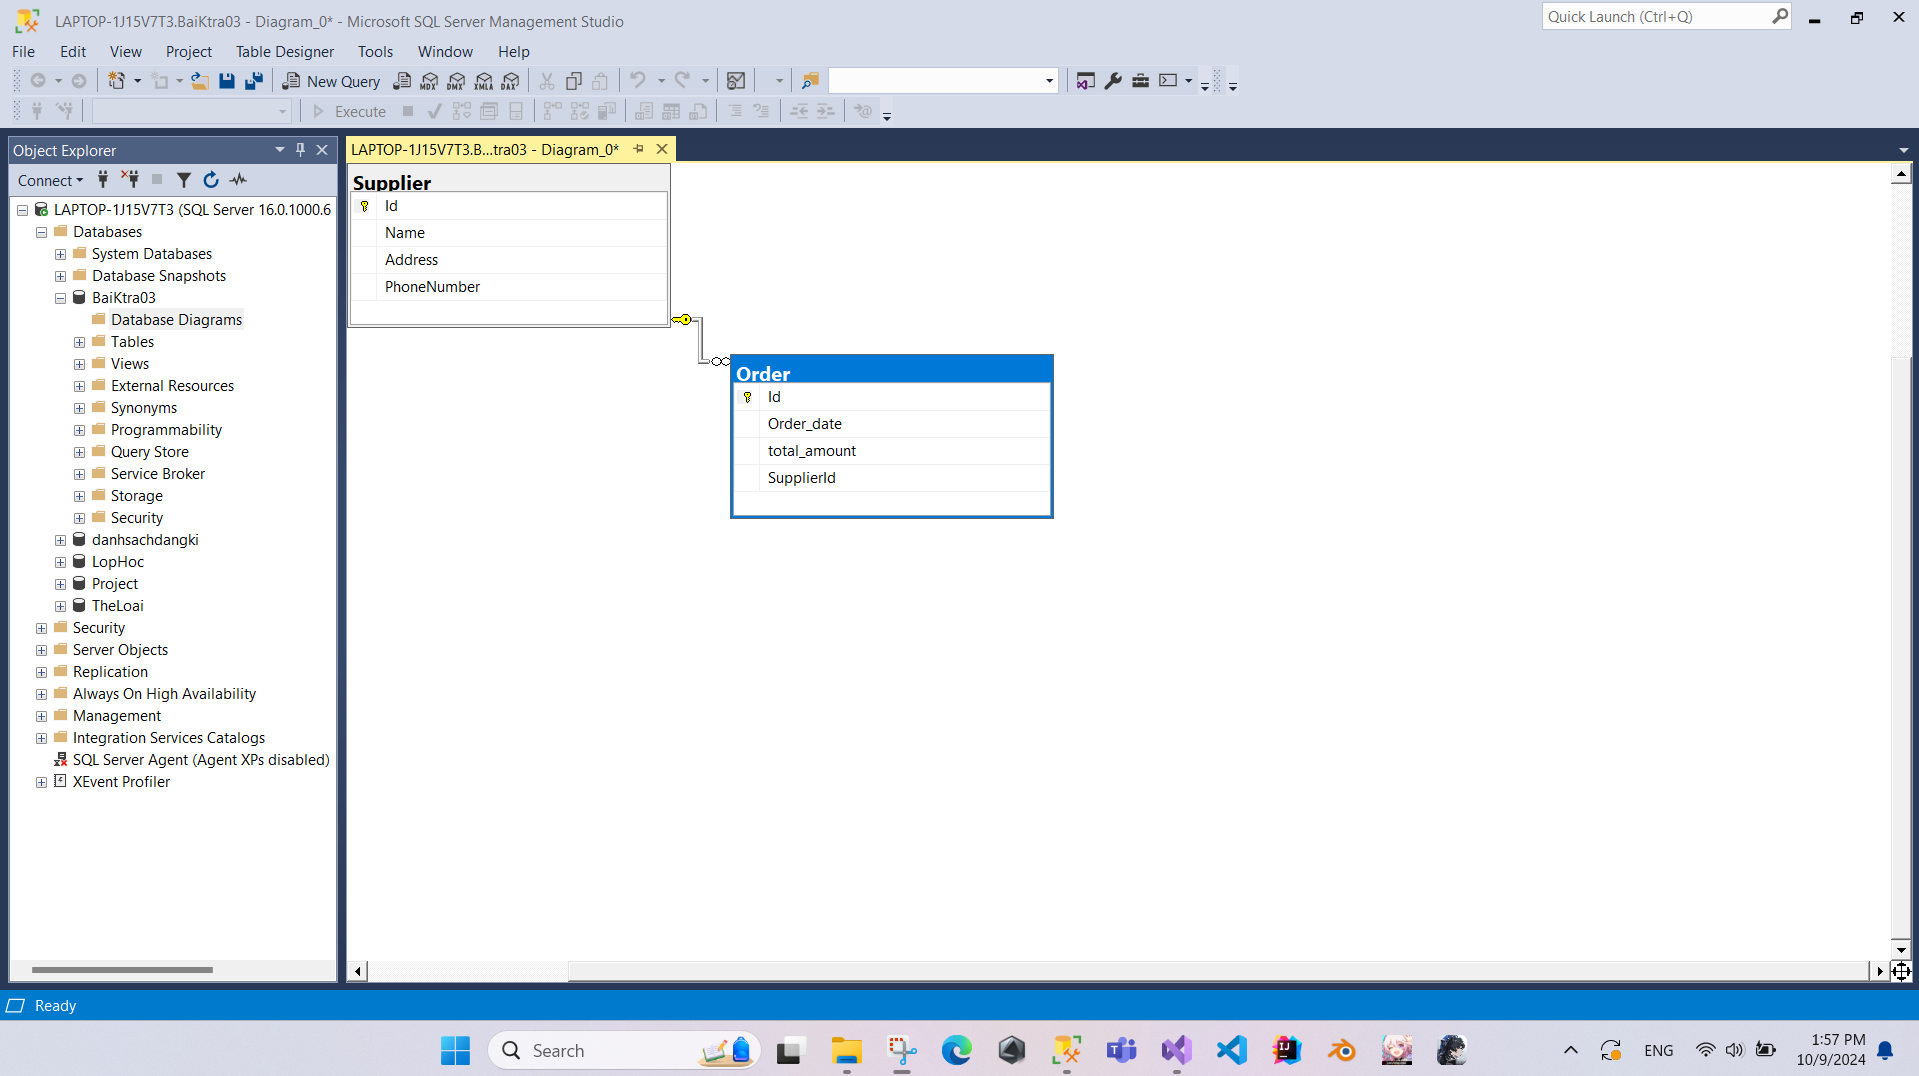 LAPTOP-1J15V7T3.BaiKtra03 - Diagram_0* - Microsoft SQL Server Management Studio
Quick Launch (Ctrl+Q)
File Edit View Project Table Designer Tools Window Help
New Query MDX DMX XMLA DAX
Execute
Object Explorer
Connect
LAPTOP-1J15V7T3 (SQL Server 16.0.1000.6
Databases
System Databases
Database Snapshots
BaiKtra03
Database Diagrams
Tables
Views
External Resources
Synonyms
Programmability
Query Store
Service Broker
Storage
Security
danhsachdangki
LopHoc
Project
TheLoai
Security
Server Objects
Replication
Always On High Availability
Management
Integration Services Catalogs
SQL Server Agent (Agent XPs disabled)
XEvent Profiler
LAPTOP-1J15V7T3.B...tra03 - Diagram_0*
Supplier
Id
Name
Address
PhoneNumber
Order
Id
Order_date
total_amount
SupplierId
Ready
Search
ENG
1:57 PM
10/9/2024